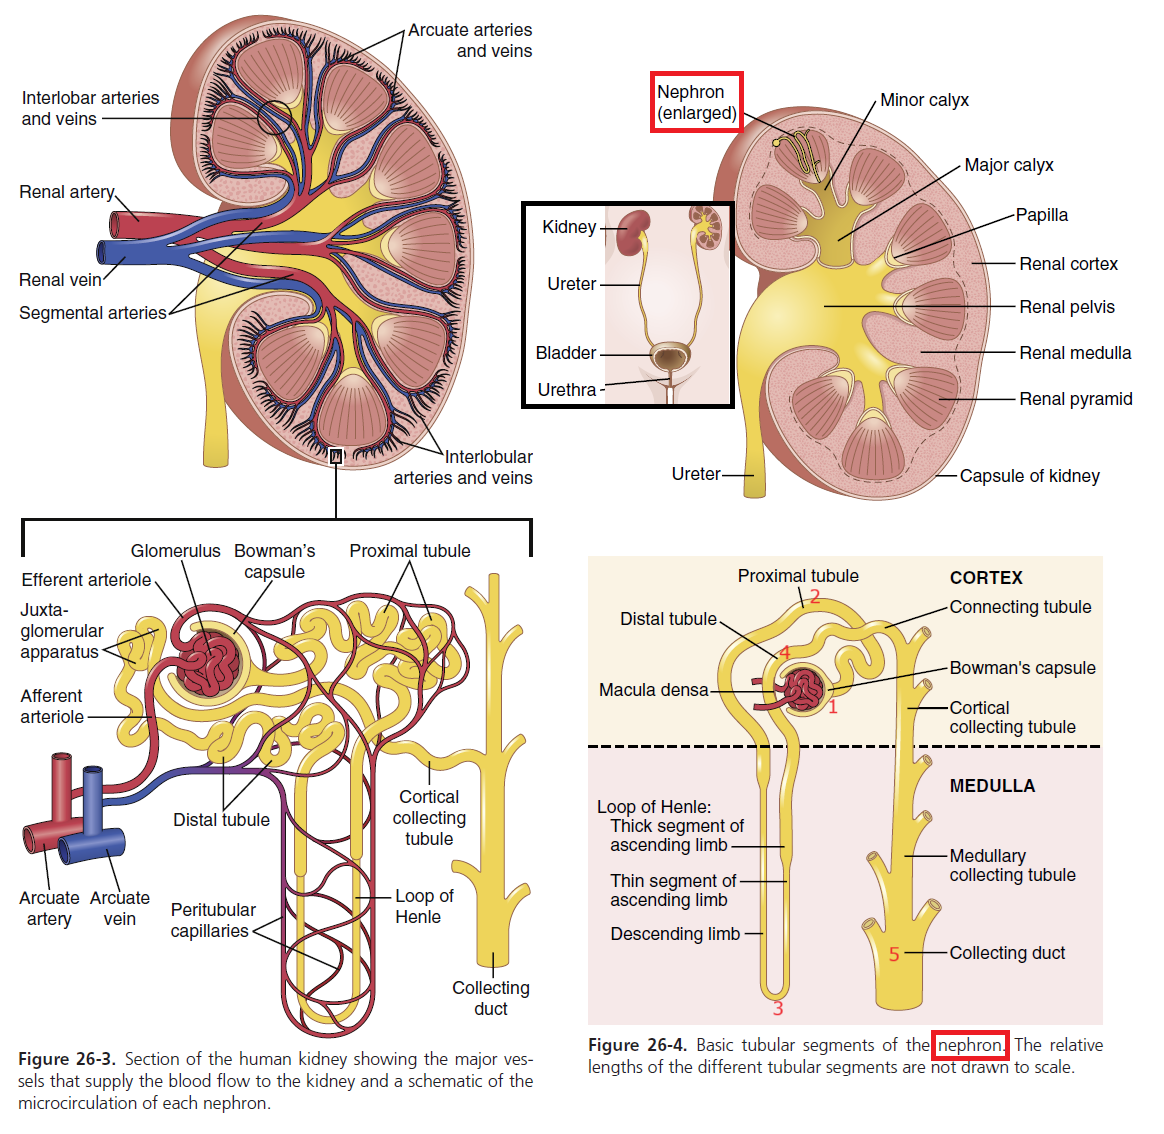 Arcuate arteries
and veins
Interlobar arteries
and veins
Renal artery
Renal vein
Segmental arteries
Interlobular
arteries and veins
Nephron
(enlarged)
Minor calyx
Major calyx
Papilla
Renal cortex
Renal pelvis
Renal medulla
Renal pyramid
Capsule of kidney
Ureter
Kidney
Ureter
Bladder
Urethra
Glomerulus
Bowman's
capsule
Proximal tubule
Efferent arteriole
Juxta-
glomerular
apparatus
Afferent
arteriole
Distal tubule
Cortical
collecting
tubule
Arcuate
artery
Arcuate
vein
Peritubular
capillaries
Loop of
Henle
Collecting
duct
Figure 26-3. Section of the human kidney showing the major ves-
sels that supply the blood flow to the kidney and a schematic of the
microcirculation of each nephron.
Proximal tubule
2
CORTEX
Connecting tubule
Distal tubule
4
Bowman's capsule
Macula densa
1
Cortical
collecting tubule
MEDULLA
Loop of Henle:
Thick segment of
ascending limb
Thin segment of
ascending limb
Descending limb
Medullary
collecting tubule
5
Collecting duct
3
Figure 26-4. Basic tubular segments of the nephron. The relative
lengths of the different tubular segments are not drawn to scale.